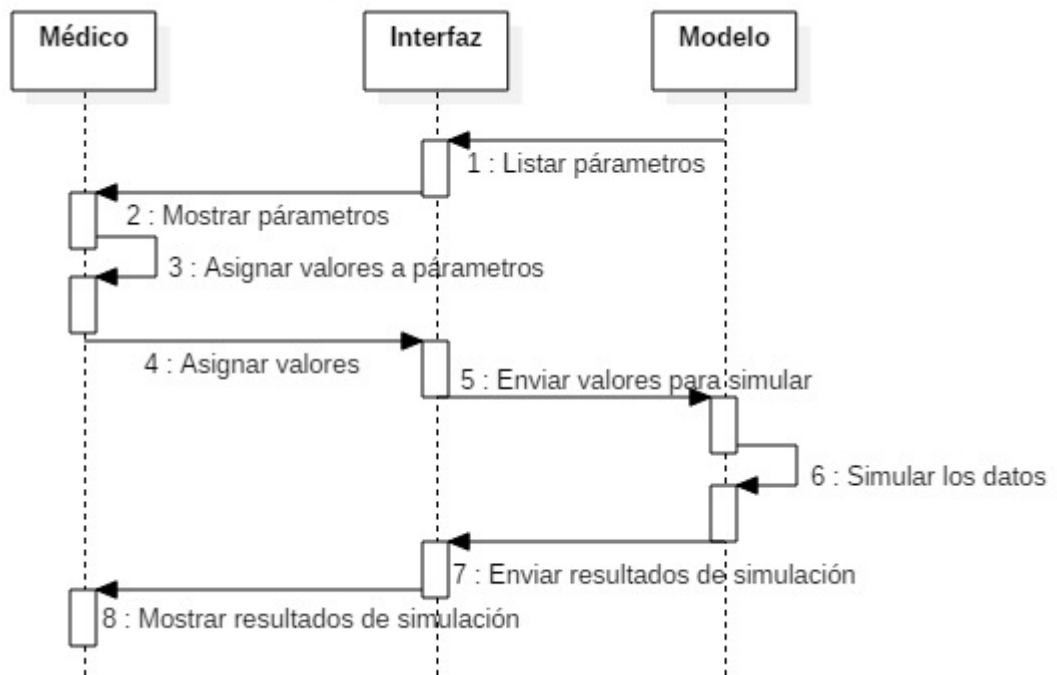 Médico
Interfaz
Modelo
1 : Listar párametros
2 : Mostrar párametros
3 : Asignar valores a párametros
4 : Asignar valores
5 : Enviar valores para simular
6 : Simular los datos
7 : Enviar resultados de simulación
8 : Mostrar resultados de simulación